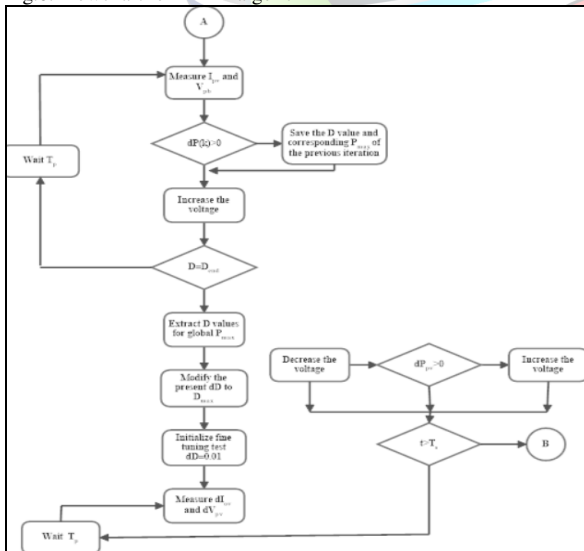 A
Measure I_pv and
V_pv
dP(k)>0
Save the D value and
corresponding P_max of
the previous iteration
Wait T_p
Increase the
voltage
D=D_end
Extract D values
for global P_max
Modify the
present dD to
D_max
Initialize fine
tuning test
dD=0.01
Measure dI_pv
and dV_pv
Wait T_p
Decrease the
voltage
dP_pv>0
Increase the
voltage
B